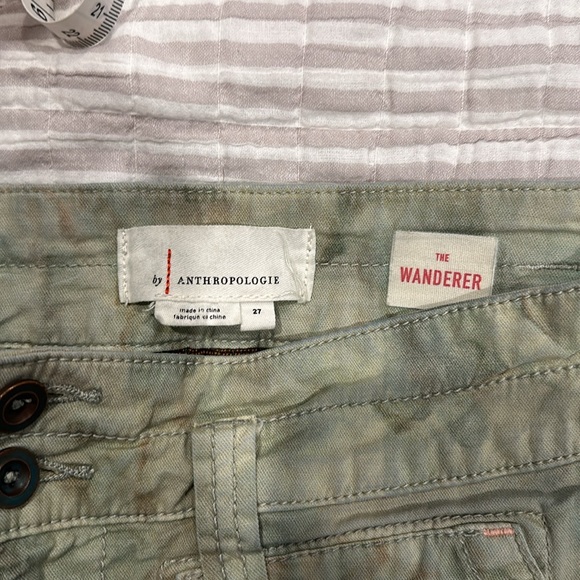 by ANTHROPOLOGIE
made in china
fabriqué en chine
27
THE
WANDERER